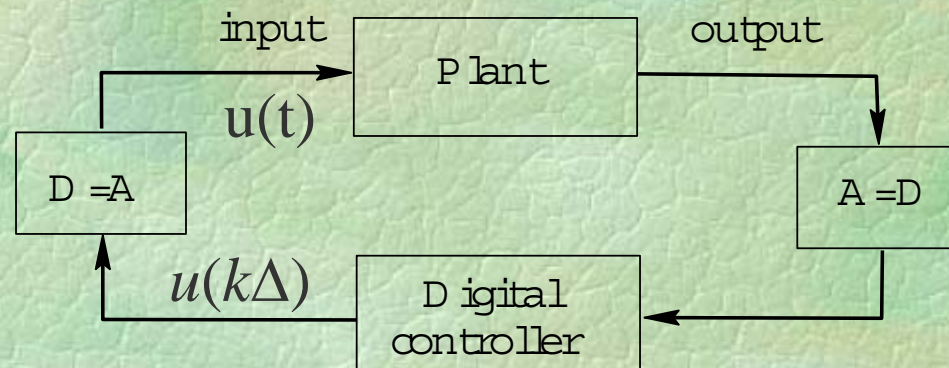 input
output
Plant
u(t)
D =A
A =D
u(kΔ)
Digital
controller